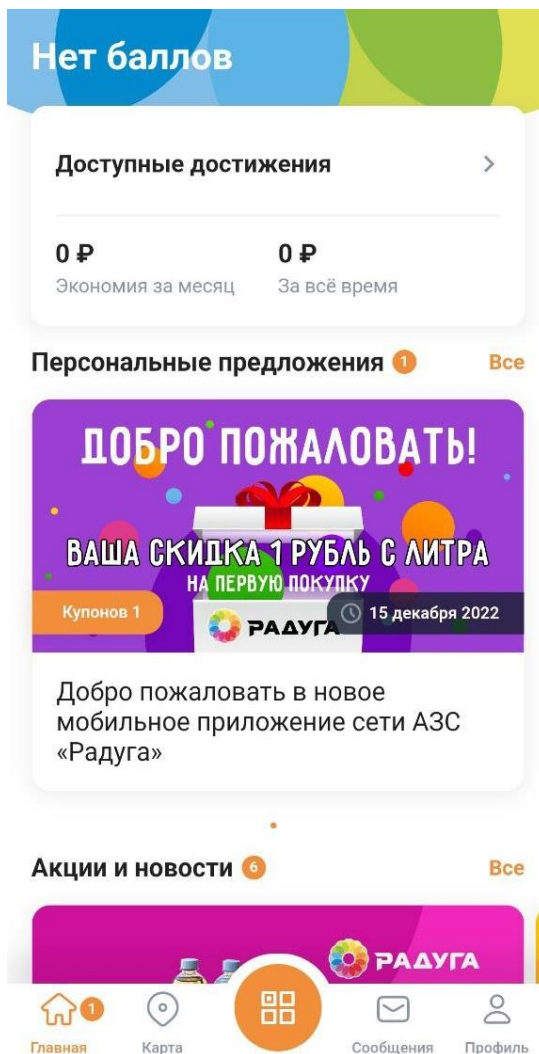 Нет баллов
Доступные достижения
0 ₽ 0 ₽
Экономия за месяц За всё время
Персональные предложения 1 Все
ДОБРО ПОЖАЛОВАТЬ!
ВАША СКИДКА 1 РУБЛЬ С ЛИТРА
НА ПЕРВУЮ ПОКУПКУ
Купонов 1 15 декабря 2022
РАДУГА
Добро пожаловать в новое
мобильное приложение сети АЗС
«Радуга»
Акции и новости 6 Все
РАДУГА
1
Главная Карта Сообщения Профиль